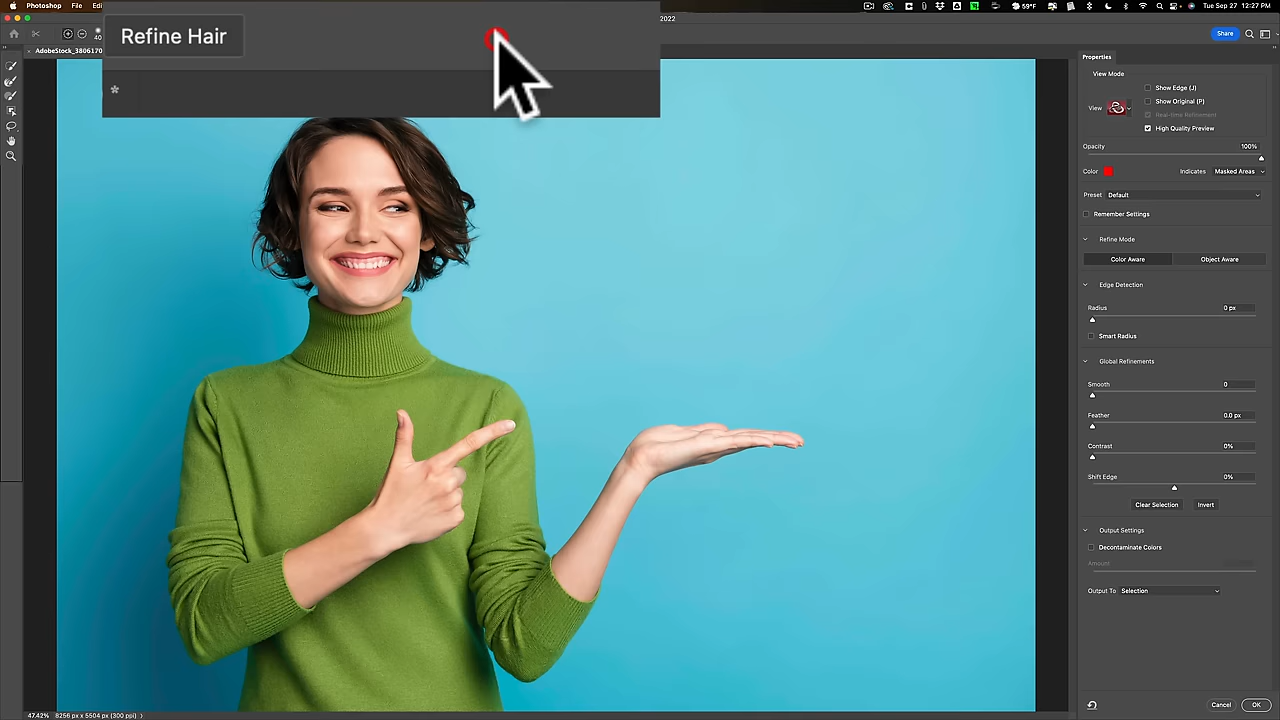 Photoshop File Edi
59°F Tue Sep 27 12:27 PM
2022
40
Share
AdobeStock_3806170
Refine Hair
*
Properties
View Mode
Show Edge (J)
View
Show Original (P)
Real-time Refinement
High Quality Preview
Opacity 100%
Color Indicates Masked Areas
Preset Default
Remember Settings
Refine Mode
Color Aware Object Aware
Edge Detection
Radius 0 px
Smart Radius
Global Refinements
Smooth 0
Feather 0.0 px
Contrast 0%
Shift Edge 0%
Clear Selection Invert
Output Settings
Decontaminate Colors
Amount
Output To Selection
Cancel OK
47.42% 8256 px x 5504 px (300 ppi)